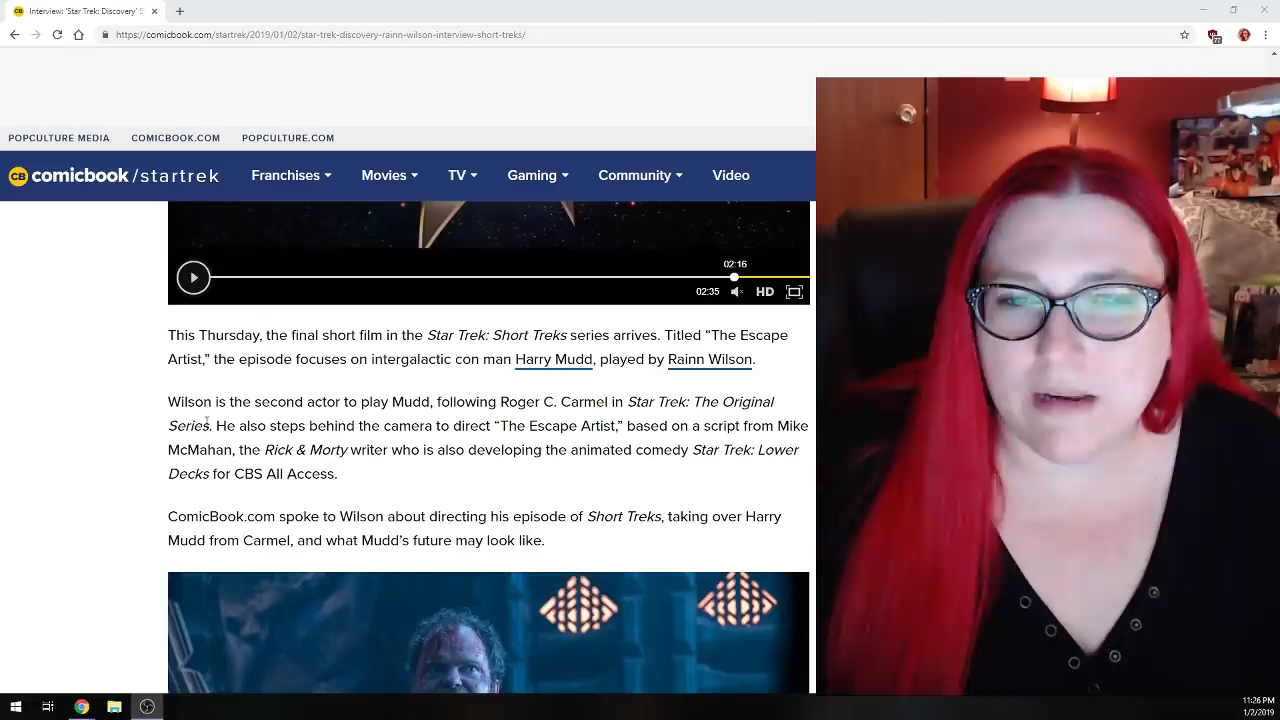 Interview: 'Star Trek: Discovery' S
https://comicbook.com/startrek/2019/01/02/star-trek-discovery-rainn-wilson-interview-short-treks/
77
POPCULTURE MEDIA COMICBOOK.COM POPCULTURE.COM
CB comicbook /startrek Franchises Movies TV Gaming Community Video
02:16
02:35 HD
This Thursday, the final short film in the Star Trek: Short Treks series arrives. Titled “The Escape
Artist,” the episode focuses on intergalactic con man Harry Mudd, played by Rainn Wilson.
Wilson is the second actor to play Mudd, following Roger C. Carmel in Star Trek: The Original
Series. He also steps behind the camera to direct “The Escape Artist,” based on a script from Mike
McMahan, the Rick & Morty writer who is also developing the animated comedy Star Trek: Lower
Decks for CBS All Access.
ComicBook.com spoke to Wilson about directing his episode of Short Treks, taking over Harry
Mudd from Carmel, and what Mudd’s future may look like.
11:26 PM
1/2/2019